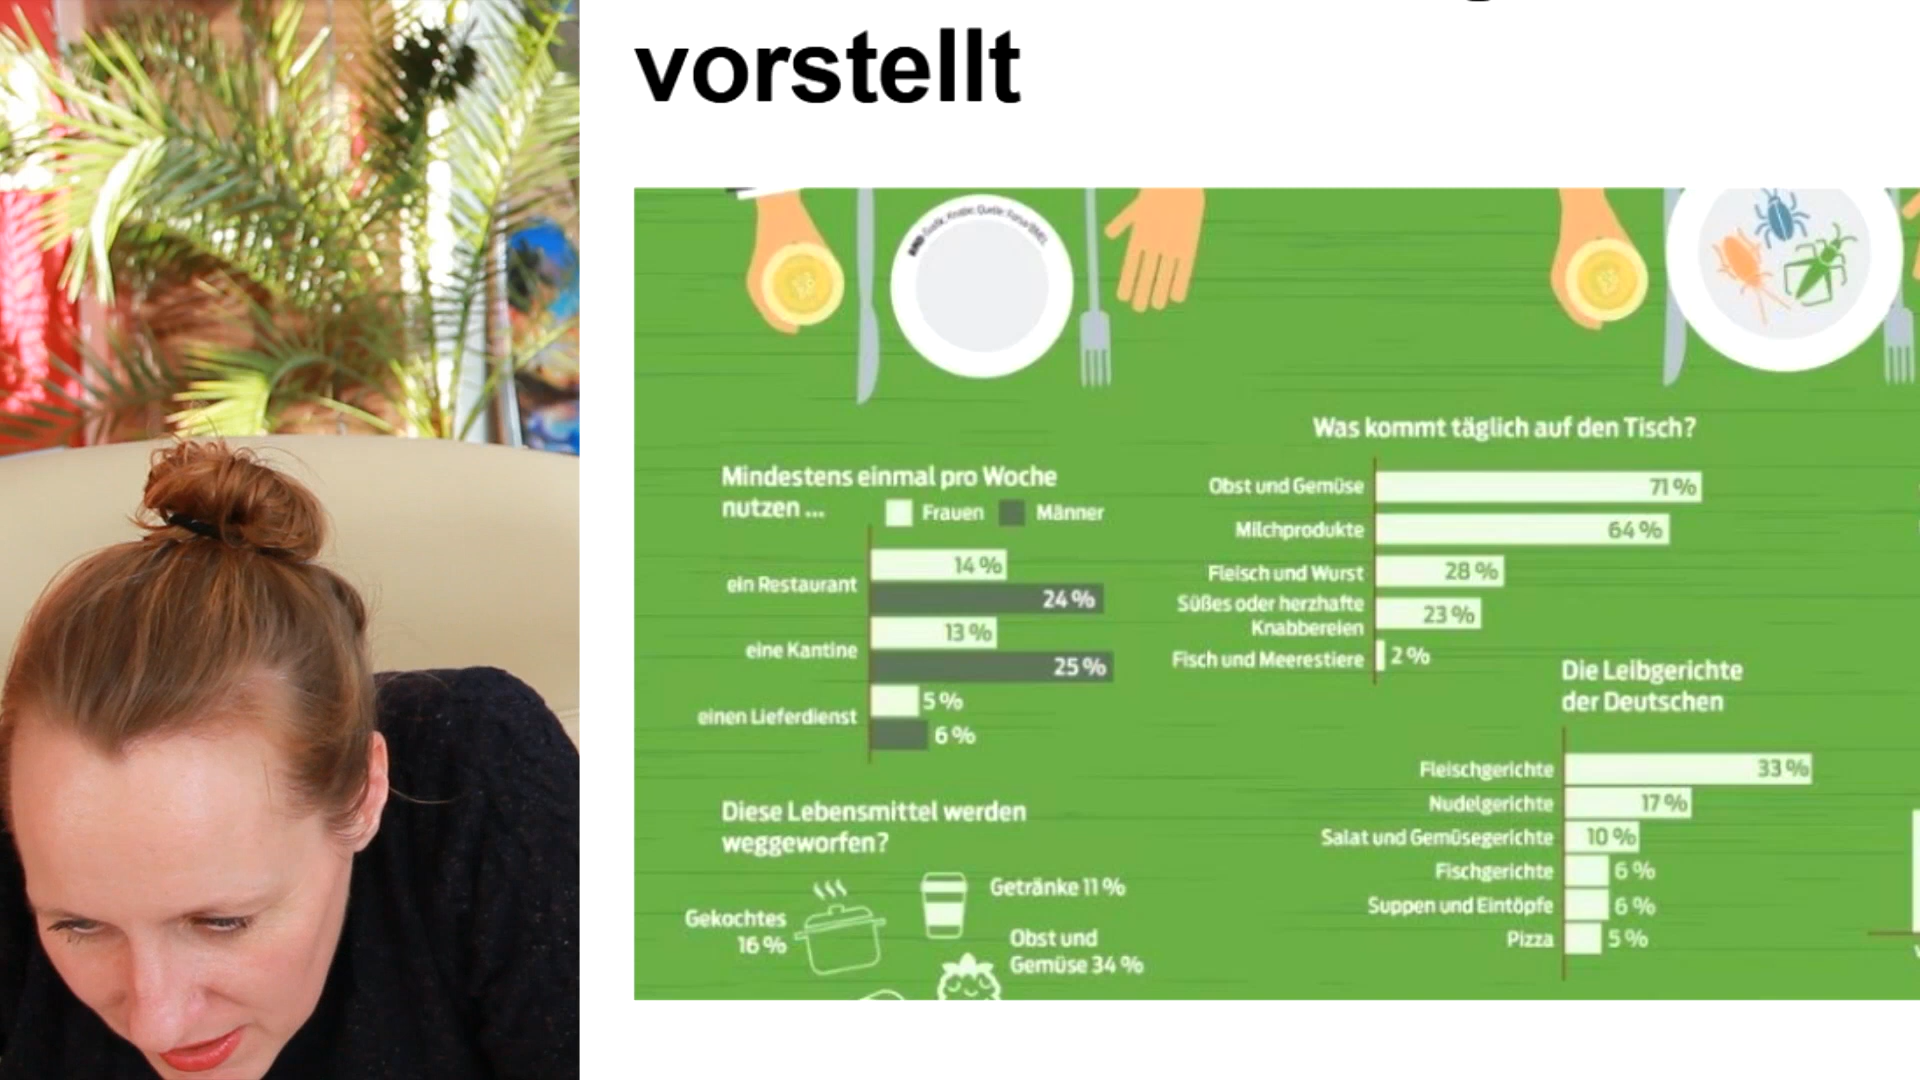 vorstellt
Mindestens einmal pro Woche
nutzen ...
Frauen
Männer
ein Restaurant
14 %
24 %
eine Kantine
13 %
25 %
einen Lieferdienst
5 %
6 %
Was kommt täglich auf den Tisch?
Obst und Gemüse
71 %
Milchprodukte
64 %
Fleisch und Wurst
28 %
Süßes oder herzhafte
Knabbereien
23 %
Fisch und Meerestiere
2 %
Die Leibgerichte
der Deutschen
Fleischgerichte
33 %
Nudelgerichte
17 %
Salat und Gemüsegerichte
10 %
Fischgerichte
6 %
Suppen und Eintöpfe
6 %
Pizza
5 %
Diese Lebensmittel werden
weggeworfen?
Gekochtes
16 %
Getränke 11 %
Obst und
Gemüse 34 %